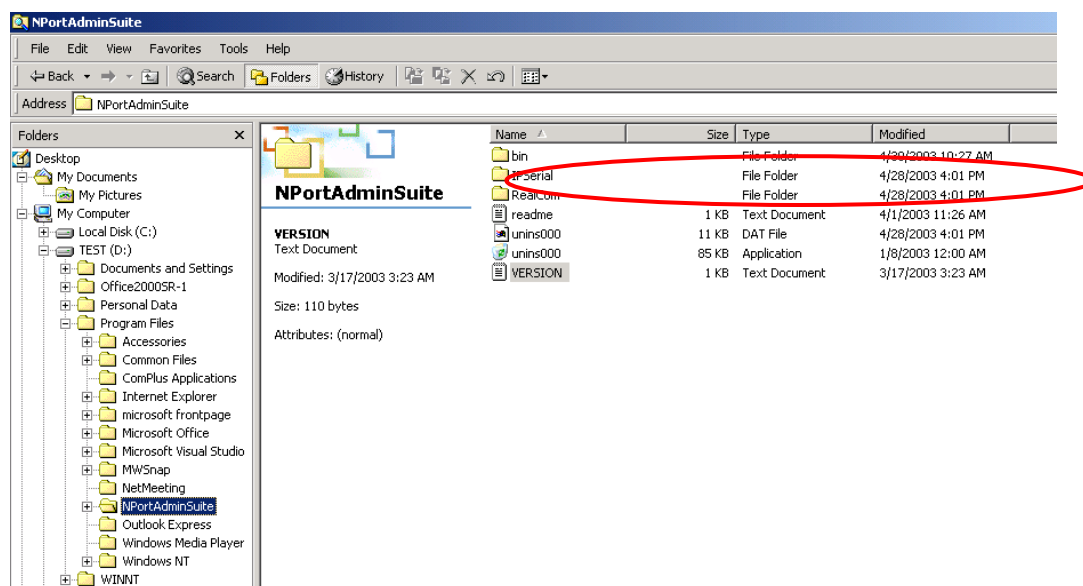 NPortAdminSuite
File Edit View Favorites Tools Help
Back Search Folders History
Address NPortAdminSuite
Folders x
Desktop
My Documents
My Pictures
My Computer
Local Disk (C:)
TEST (D:)
Documents and Settings
Office2000SR-1
Personal Data
Program Files
Accessories
Common Files
ComPlus Applications
Internet Explorer
microsoft frontpage
Microsoft Office
Microsoft Visual Studio
MWSnap
NetMeeting
NPortAdminSuite
Outlook Express
Windows Media Player
Windows NT
WINNT
NPortAdminSuite
VERSION
Text Document
Modified: 3/17/2003 3:23 AM
Size: 110 bytes
Attributes: (normal)
Name Size Type Modified
bin File Folder 4/30/2003 10:27 AM
IPSerial File Folder 4/28/2003 4:01 PM
RealCom File Folder 4/28/2003 4:01 PM
readme 1 KB Text Document 4/1/2003 11:26 AM
unins000 11 KB DAT File 4/28/2003 4:01 PM
unins000 85 KB Application 1/8/2003 12:00 AM
VERSION 1 KB Text Document 3/17/2003 3:23 AM